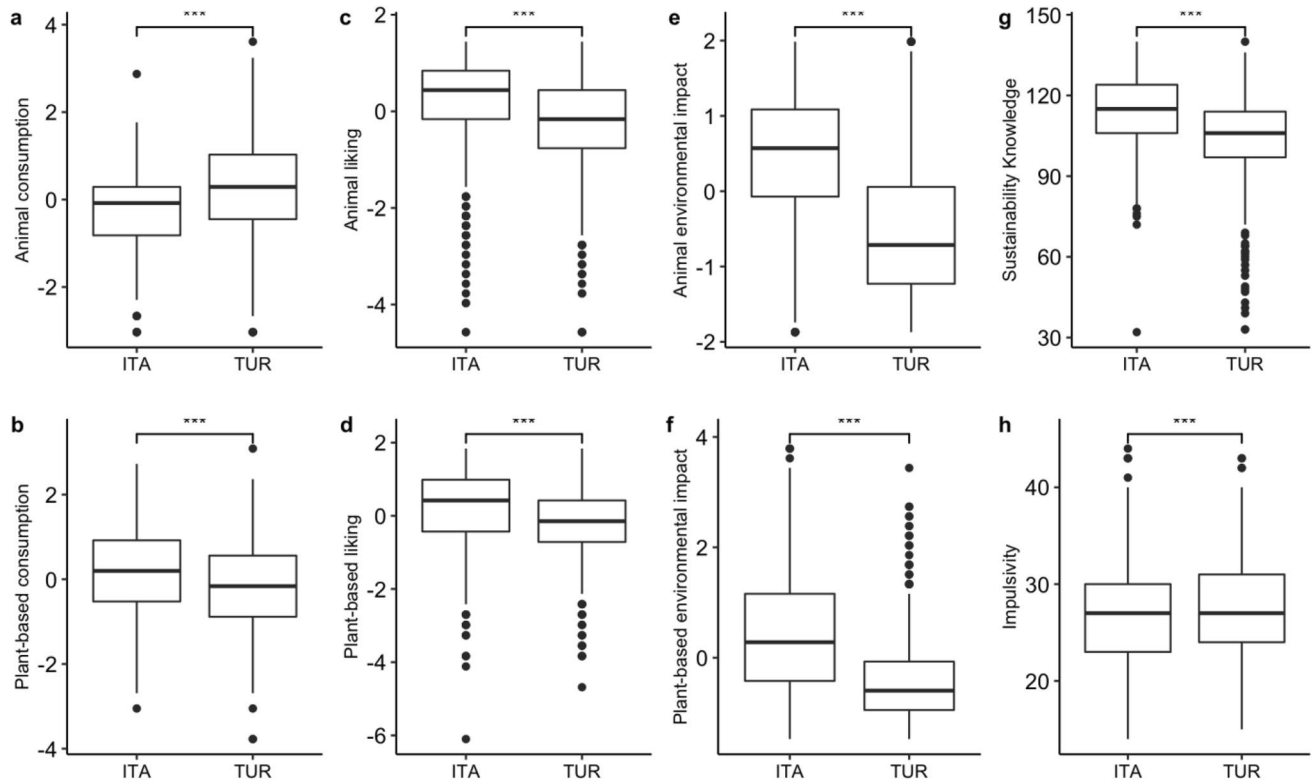 a
***
Animal consumption
4
2
0
-2
ITA TUR
c
***
Animal liking
2
0
-2
-4
ITA TUR
e
***
Animal environmental impact
2
1
0
-1
-2
ITA TUR
g
***
Sustainability Knowledge
150
120
90
60
30
ITA TUR
b
***
Plant-based consumption
2
0
-2
-4
ITA TUR
d
***
Plant-based liking
2
0
-2
-4
-6
ITA TUR
f
***
Plant-based environmental impact
4
2
0
ITA TUR
h
***
Impulsivity
40
30
20
ITA TUR